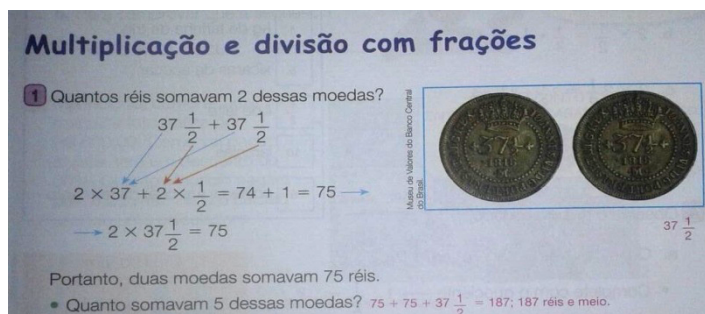 Multiplicação e divisão com frações
1 Quantos réis somavam 2 dessas moedas?
37 1/2 + 37 1/2
2 × 37 + 2 × 1/2 = 74 + 1 = 75 →
→ 2 × 37 1/2 = 75
Museu de Valores do Banco Central
do Brasil.
37 1/2
Portanto, duas moedas somavam 75 réis.
• Quanto somavam 5 dessas moedas? 75 + 75 + 37 1/2 = 187; 187 réis e meio.